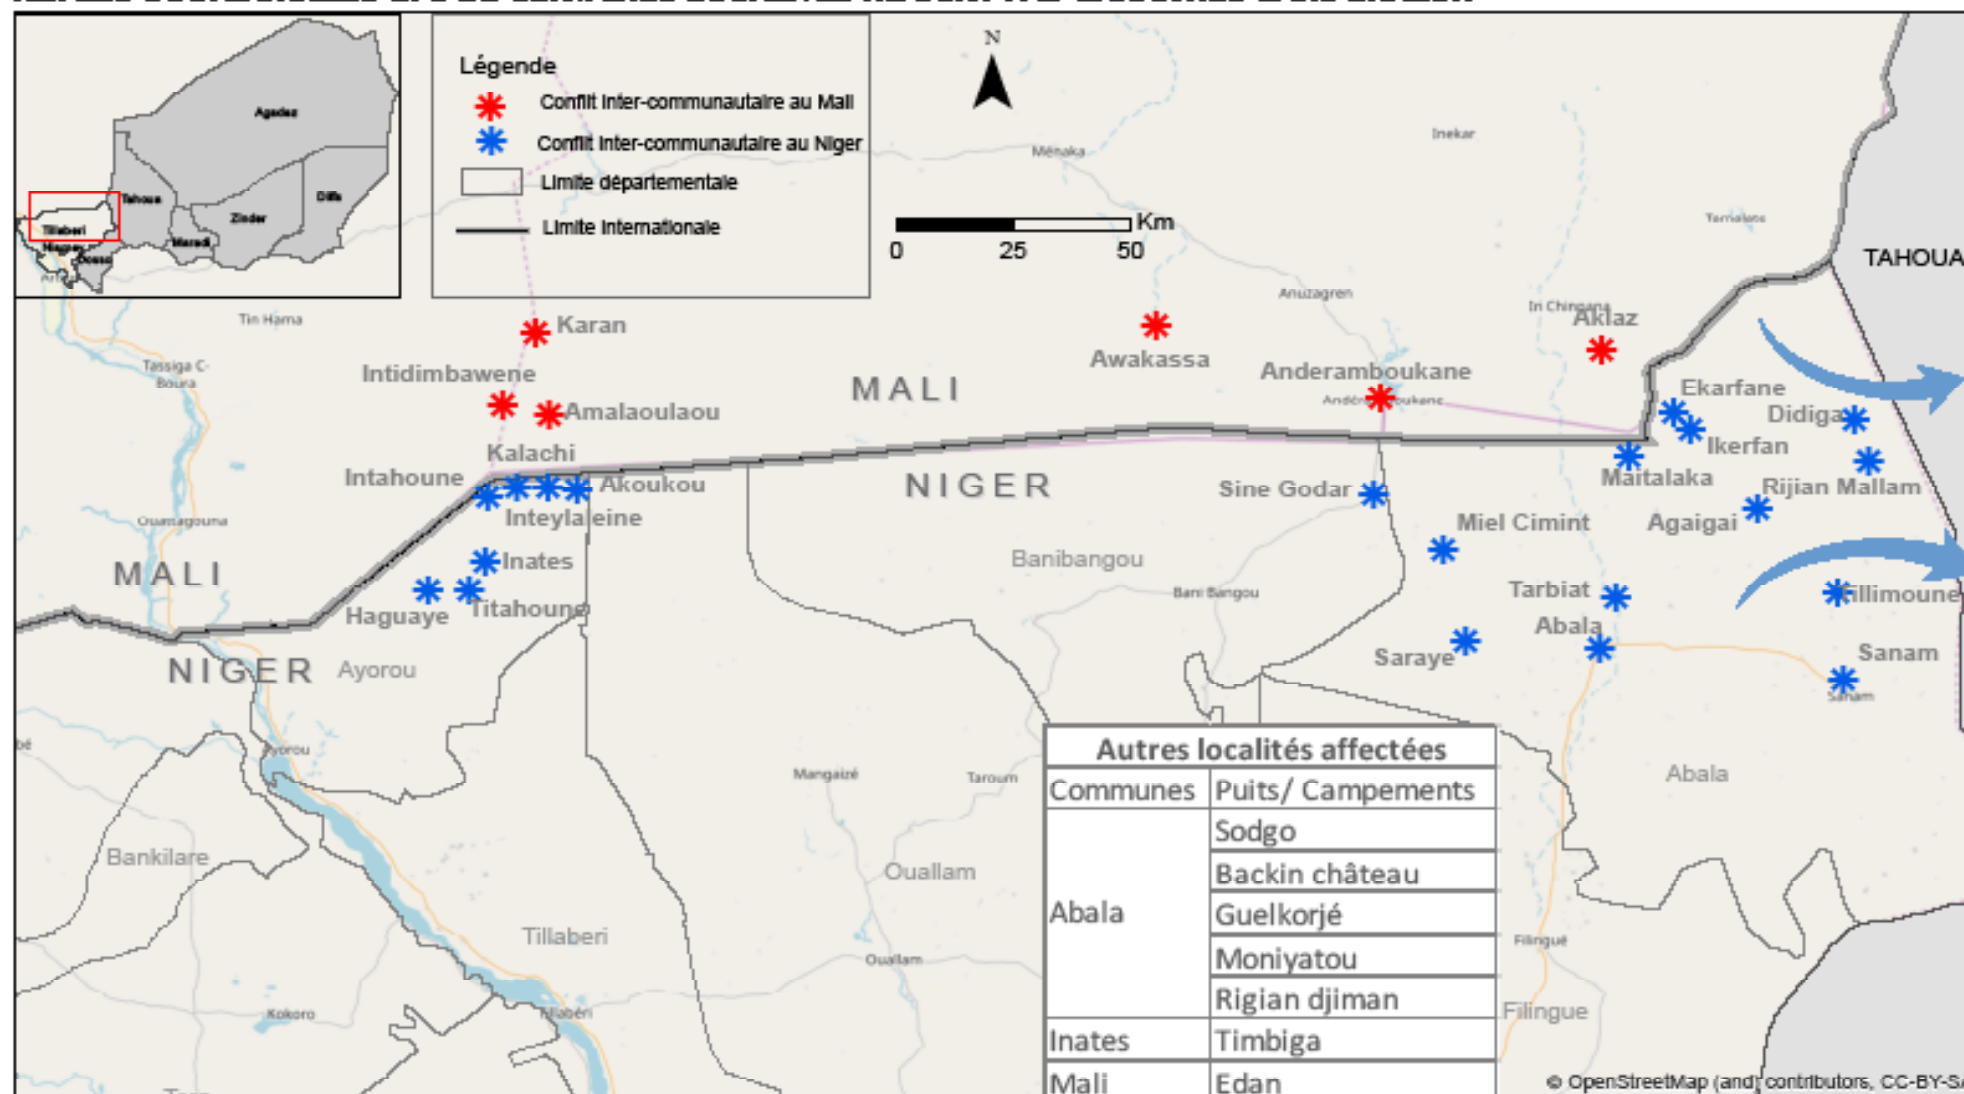 Agadez
Tahoua
Diffa
Zinder
Maradi
Tillaberi
Niamey
Dosso
Légende
Conflit Inter-communautaire au Mali
Conflit Inter-communautaire au Niger
Limite départementale
Limite Internationale
N
Km
0 25 50
Inekar
Ménaka
Tamalate
TAHOUA
Tin Hama
Karan
Anuzagren
In Chinana
Aklaz
Tassiga C-
Boura
Intidimbawene
Awakassa
Anderamboukane
MALI
Amalaoulaou
Ekarfane
Didiga
Kalachi
Ikerfan
Intahoune
Akoukou
NIGER
Sine Godar
Maitalaka
Rijian Mallam
Ouattagouna
Inteylaleine
Miel Cimint
Agaigai
MALI
Inates
Banibangou
Bani Bangou
Tarbiat
Tillimoune
Haguaye
Titahoune
Abala
NIGER
Ayorou
Saraye
Sanam
Sanam
Ayorou
Mangaizé
Taroum
Abala
Bankilare
Ouallam
Tillaberi
Ouallam
Filingué
Kokoro
Tillabéri
Filingue
Autres localités affectées
Communes Puits/ Campements
Abala
Sodgo
Backin château
Guelkorjé
Moniyatou
Rigian djiman
Inates Timbiga
Mali Edan
© OpenStreetMap (and) contributors, CC-BY-SA